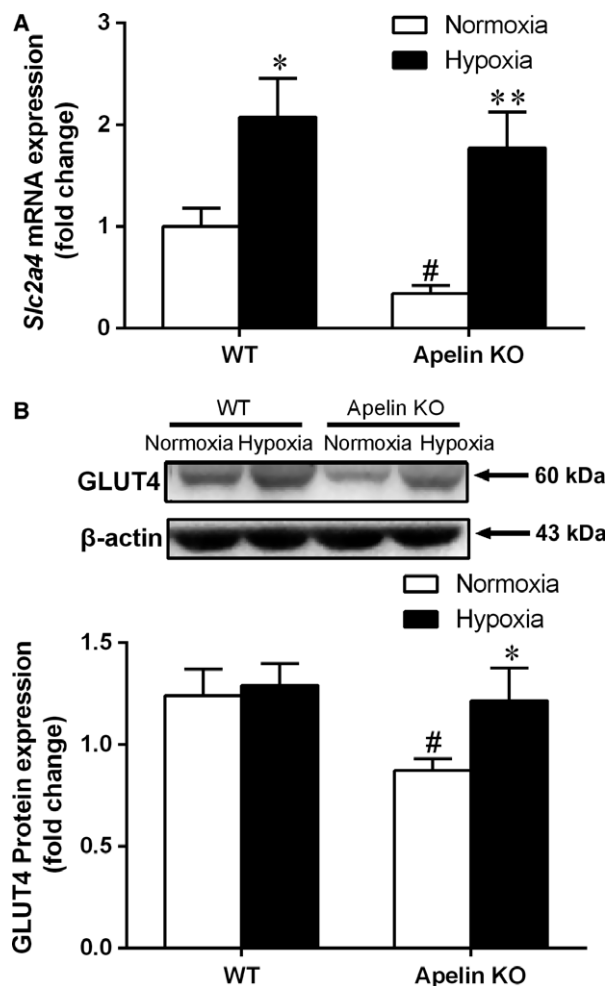 A
Slc2a4 mRNA expression
(fold change)
Normoxia
Hypoxia
3
2
1
0
*
#
**
WT
Apelin KO
B
WT
Apelin KO
Normoxia Hypoxia
Normoxia Hypoxia
GLUT4
60 kDa
β-actin
43 kDa
Normoxia
Hypoxia
GLUT4 Protein expression
(fold change)
1.5
1.0
0.5
0.0
#
*
WT
Apelin KO